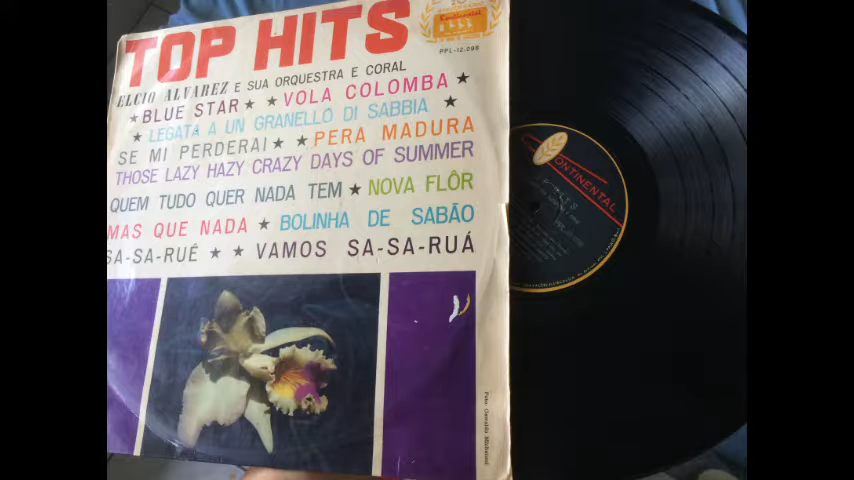 TOP HITS
Continental
PPL-12.098
ELCIO ALVAREZ E SUA ORQUESTRA E CORAL
★ BLUE STAR ★ ★ VOLA COLOMBA ★
★ LEGATA A UN GRANELLO DI SABBIA ★
SE MI PERDERAI ★ ★ PERA MADURA
THOSE LAZY HAZY CRAZY DAYS OF SUMMER
QUEM TUDO QUER NADA TEM ★ NOVA FLÔR
MAS QUE NADA ★ BOLINHA DE SABÃO
SA-SA-RUÊ ★ ★ VAMOS SA-SA-RUÁ
CONTINENTAL